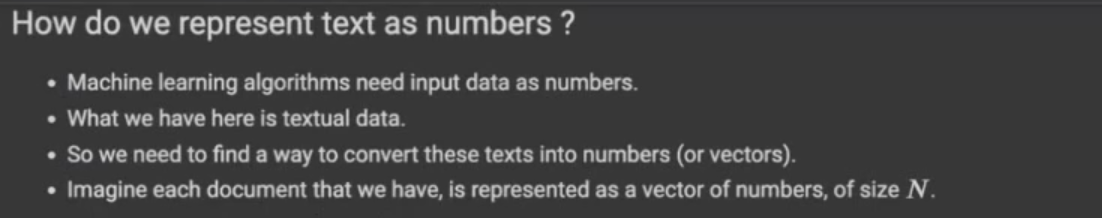 How do we represent text as numbers ?
• Machine learning algorithms need input data as numbers.
• What we have here is textual data.
• So we need to find a way to convert these texts into numbers (or vectors).
• Imagine each document that we have, is represented as a vector of numbers, of size N.